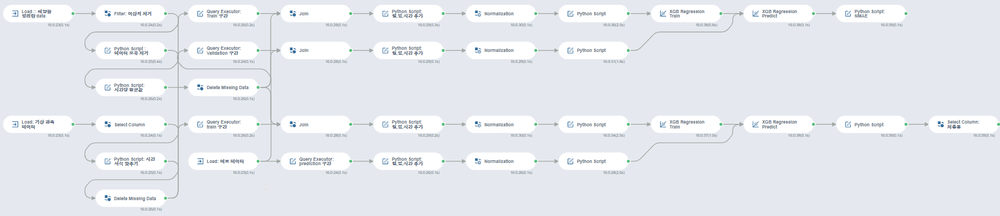 Load :: 태양광
발전량 data
16:0:23(0.1s)
Filter: 이상치 제거
16:0:24(0.2s)
Query Executor:
Train 구간
16:0:26(0.2s)
Join
16:0:29(0.1s)
Python Script:
월,일,시간 추가
16:0:29(0.3s)
Normalization
16:0:30(0.1s)
Python Script
16:0:36(2.5s)
XGB Regression
Train
16:0:38(0.8s)
XGB Regression
Predict
16:0:38(0.1s)
Python Script:
NMAE
16:0:39(0.1s)
Python Script :
데이터 오류 제거
16:0:25(0.4s)
Query Executor:
Validation 구간
16:0:24(0.1s)
Join
16:0:28(0.1s)
Python Script:
월,일,시간 추가
16:0:29(0.1s)
Normalization
16:0:29(0.1s)
Python Script
16:0:31(1.8s)
Python Script:
시간당 평균값
16:0:26(0.2s)
Delete Missing Data
16:0:26(0.1s)
Load: 기상 관측
데이터
16:0:23(0.1s)
Select Column
16:0:24(0.1s)
Query Executor:
train 구간
16:0:26(0.2s)
Join
16:0:28(0.1s)
Python Script:
월,일,시간 추가
16:0:29(0.2s)
Normalization
16:0:30(0.1s)
Python Script
16:0:34(2.5s)
XGB Regression
Train
16:0:37(1.0s)
XGB Regression
Predict
16:0:38(0.1s)
Python Script
16:0:39(0.1s)
Select Column:
제출용
16:0:39(0.1s)
Python Script: 시간
서식 맞추기
16:0:25(0.1s)
Load: 예보 데이터
16:0:23(0.1s)
Query Executor:
prediction 구간
16:0:24(0.1s)
Python Script:
월,일,시간 추가
16:0:26(0.1s)
Normalization
16:0:26(0.1s)
Python Script
16:0:28(2.0s)
Delete Missing Data
16:0:26(0.1s)